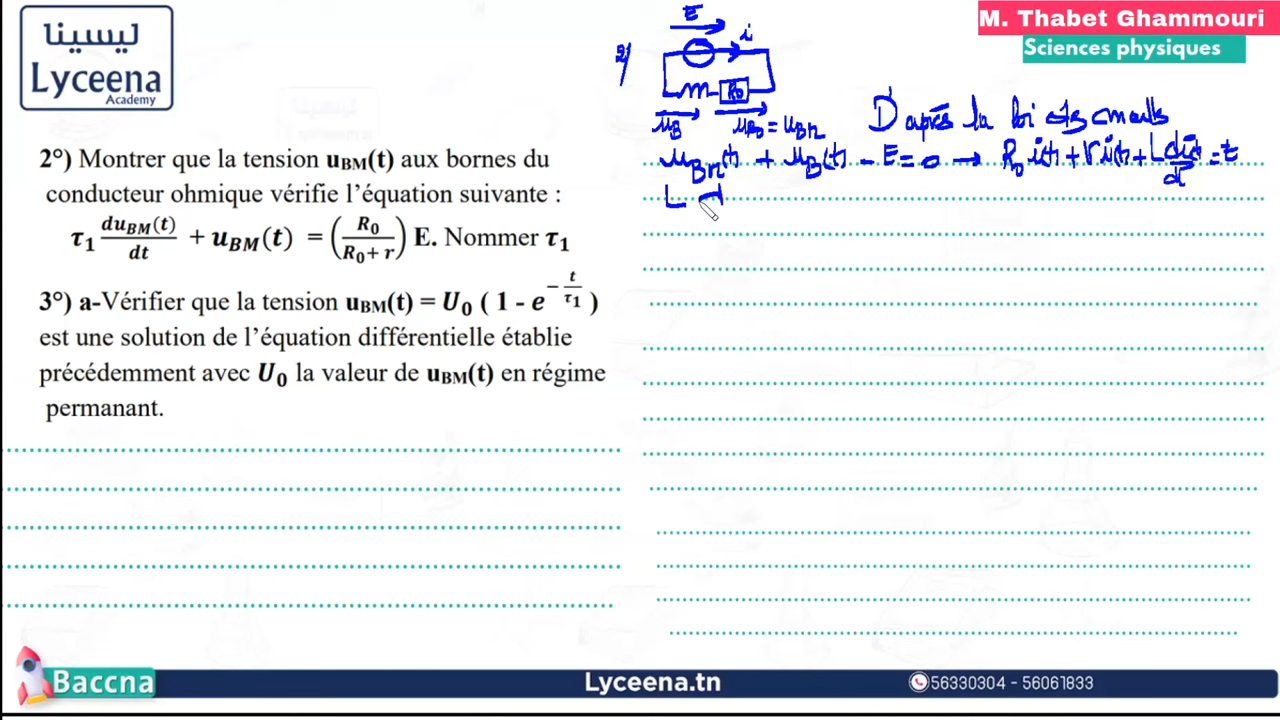 ليسينا
Lyceena
Academy
M. Thabet Ghammouri
Sciences physiques
2°) Montrer que la tension uBM(t) aux bornes du
conducteur ohmique vérifie l'équation suivante :
τ₁ duBM(t)/dt + uBM(t) = (R₀/(R₀+ r)) E. Nommer τ₁
3°) a-Vérifier que la tension uBM(t) = U₀ ( 1 - e^(-t/τ₁) )
est une solution de l'équation différentielle établie
précédemment avec U₀ la valeur de uBM(t) en régime
permanant.
2/
E
i
R₀
uB uR₀ = uBM
D'après la loi des mailles
uBM(t) + uB(t) - E = 0 → R₀ i(t) + r i(t) + L di(t)/dt = E
L d
Baccna
Lyceena.tn
56330304 - 56061833